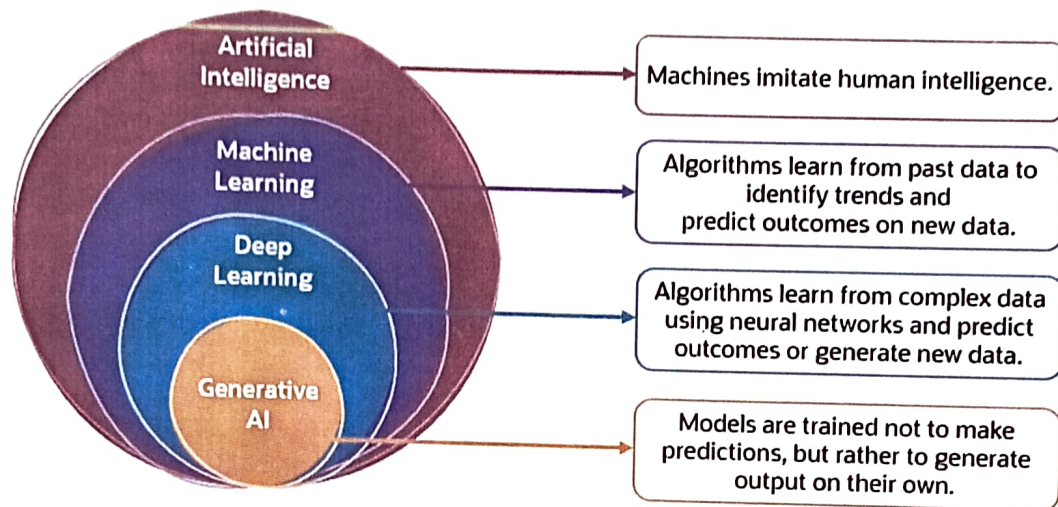 Artificial
Intelligence
Machines imitate human intelligence.
Machine
Learning
Algorithms learn from past data to
identify trends and
predict outcomes on new data.
Deep
Learning
Algorithms learn from complex data
using neural networks and predict
outcomes or generate new data.
Generative
AI
Models are trained not to make
predictions, but rather to generate
output on their own.